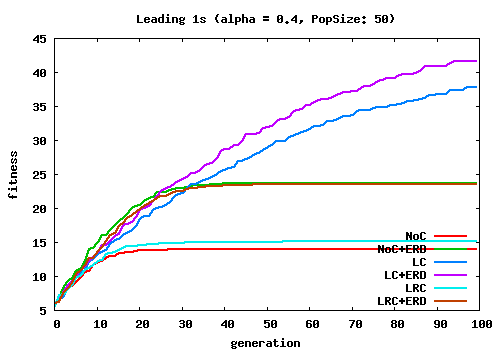 Leading 1s (alpha = 0.4, PopSize: 50)
45
40
35
30
25
20
15
10
5
fitness
0 10 20 30 40 50 60 70 80 90 100
generation
NoC
NoC+ERD
LC
LC+ERD
LRC
LRC+ERD